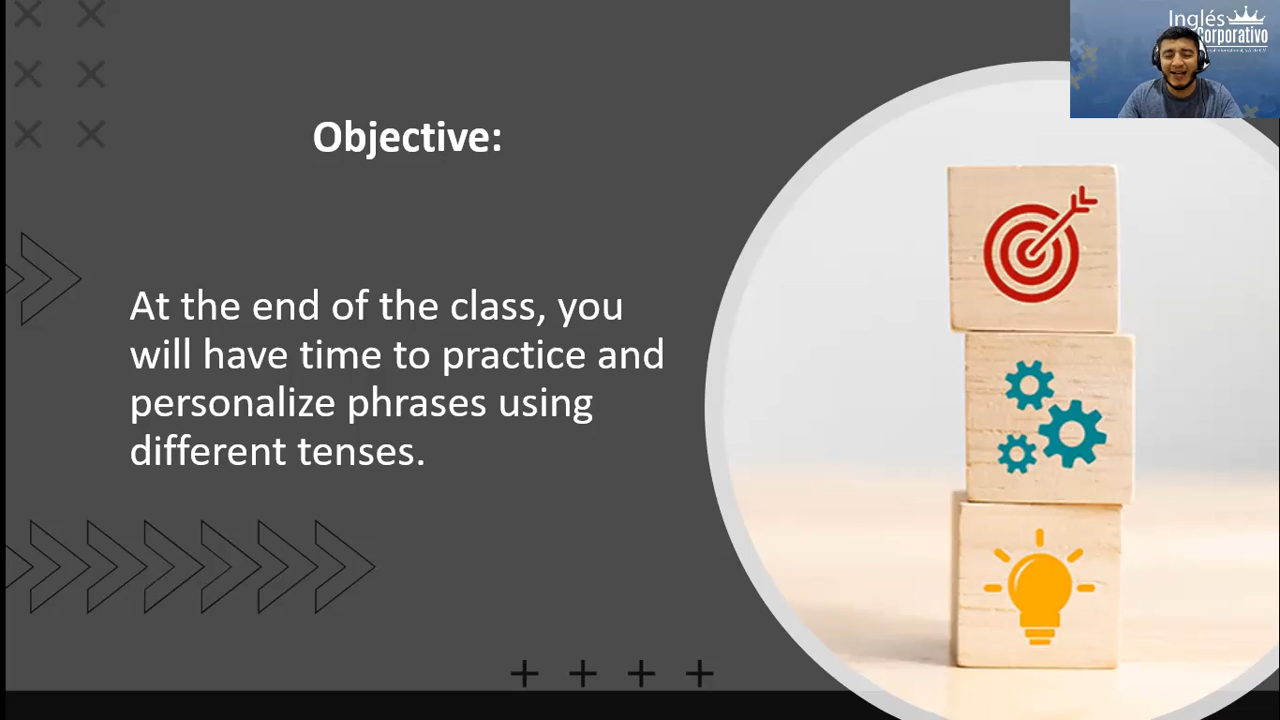 Inglés
Corporativo
Objective:
At the end of the class, you
will have time to practice and
personalize phrases using
different tenses.